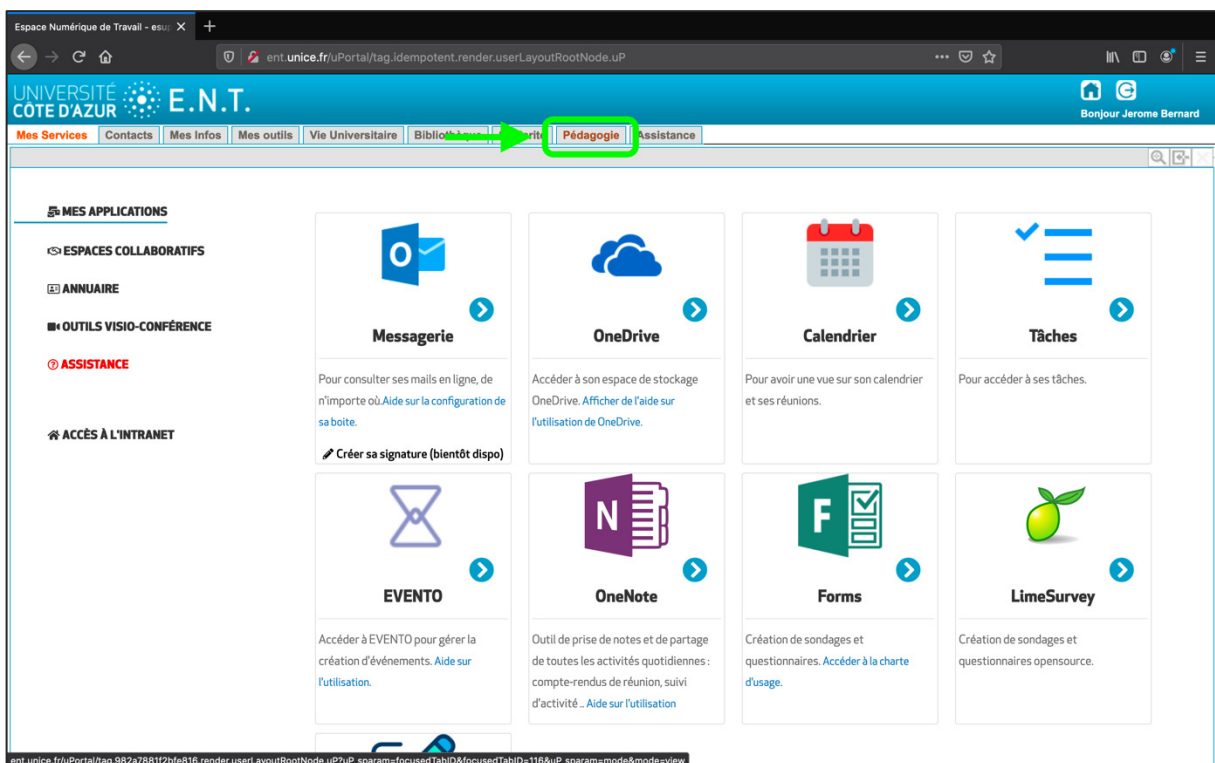 Espace Numérique de Travail - esup
ent.unice.fr/uPortal/tag.idempotent.render.userLayoutRootNode.uP
UNIVERSITÉ
CÔTE D'AZUR
E.N.T.
Bonjour Jerome Bernard
Mes Services Contacts Mes Infos Mes outils Vie Universitaire Pédagogie Assistance
MES APPLICATIONS
ESPACES COLLABORATIFS
ANNUAIRE
OUTILS VISIO-CONFÉRENCE
ASSISTANCE
ACCÈS À L'INTRANET
Messagerie
Pour consulter ses mails en ligne, de
n'importe où.Aide sur la configuration de
sa boite.
Créer sa signature (bientôt dispo)
OneDrive
Accéder à son espace de stockage
OneDrive. Afficher de l'aide sur
l'utilisation de OneDrive.
Calendrier
Pour avoir une vue sur son calendrier
et ses réunions.
Tâches
Pour accéder à ses tâches.
EVENTO
Accéder à EVENTO pour gérer la
création d'événements. Aide sur
l'utilisation.
N
OneNote
Outil de prise de notes et de partage
de toutes les activités quotidiennes :
compte-rendus de réunion, suivi
d'activité .. Aide sur l'utilisation
F
Forms
Création de sondages et
questionnaires. Accéder à la charte
d'usage.
LimeSurvey
Création de sondages et
questionnaires opensource.
ent.unice.fr/uPortal/tag.982a7881f2bfe816.render.userLayoutRootNode.uP?uP_sparam=focusedTabID&focusedTabID=116&uP_sparam=mode&mode=view